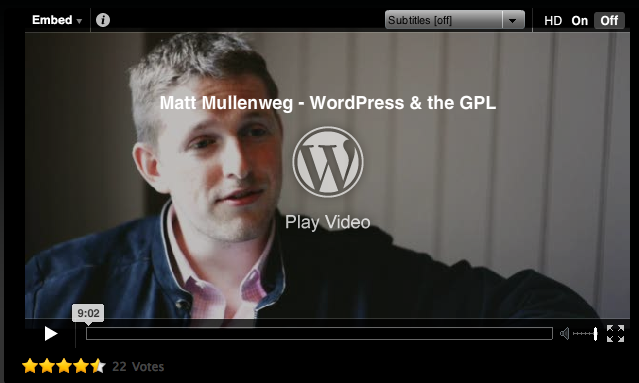 Embed
Subtitles [off]
HD On Off
Matt Mullenweg - WordPress & the GPL
Play Video
9:02
22 Votes